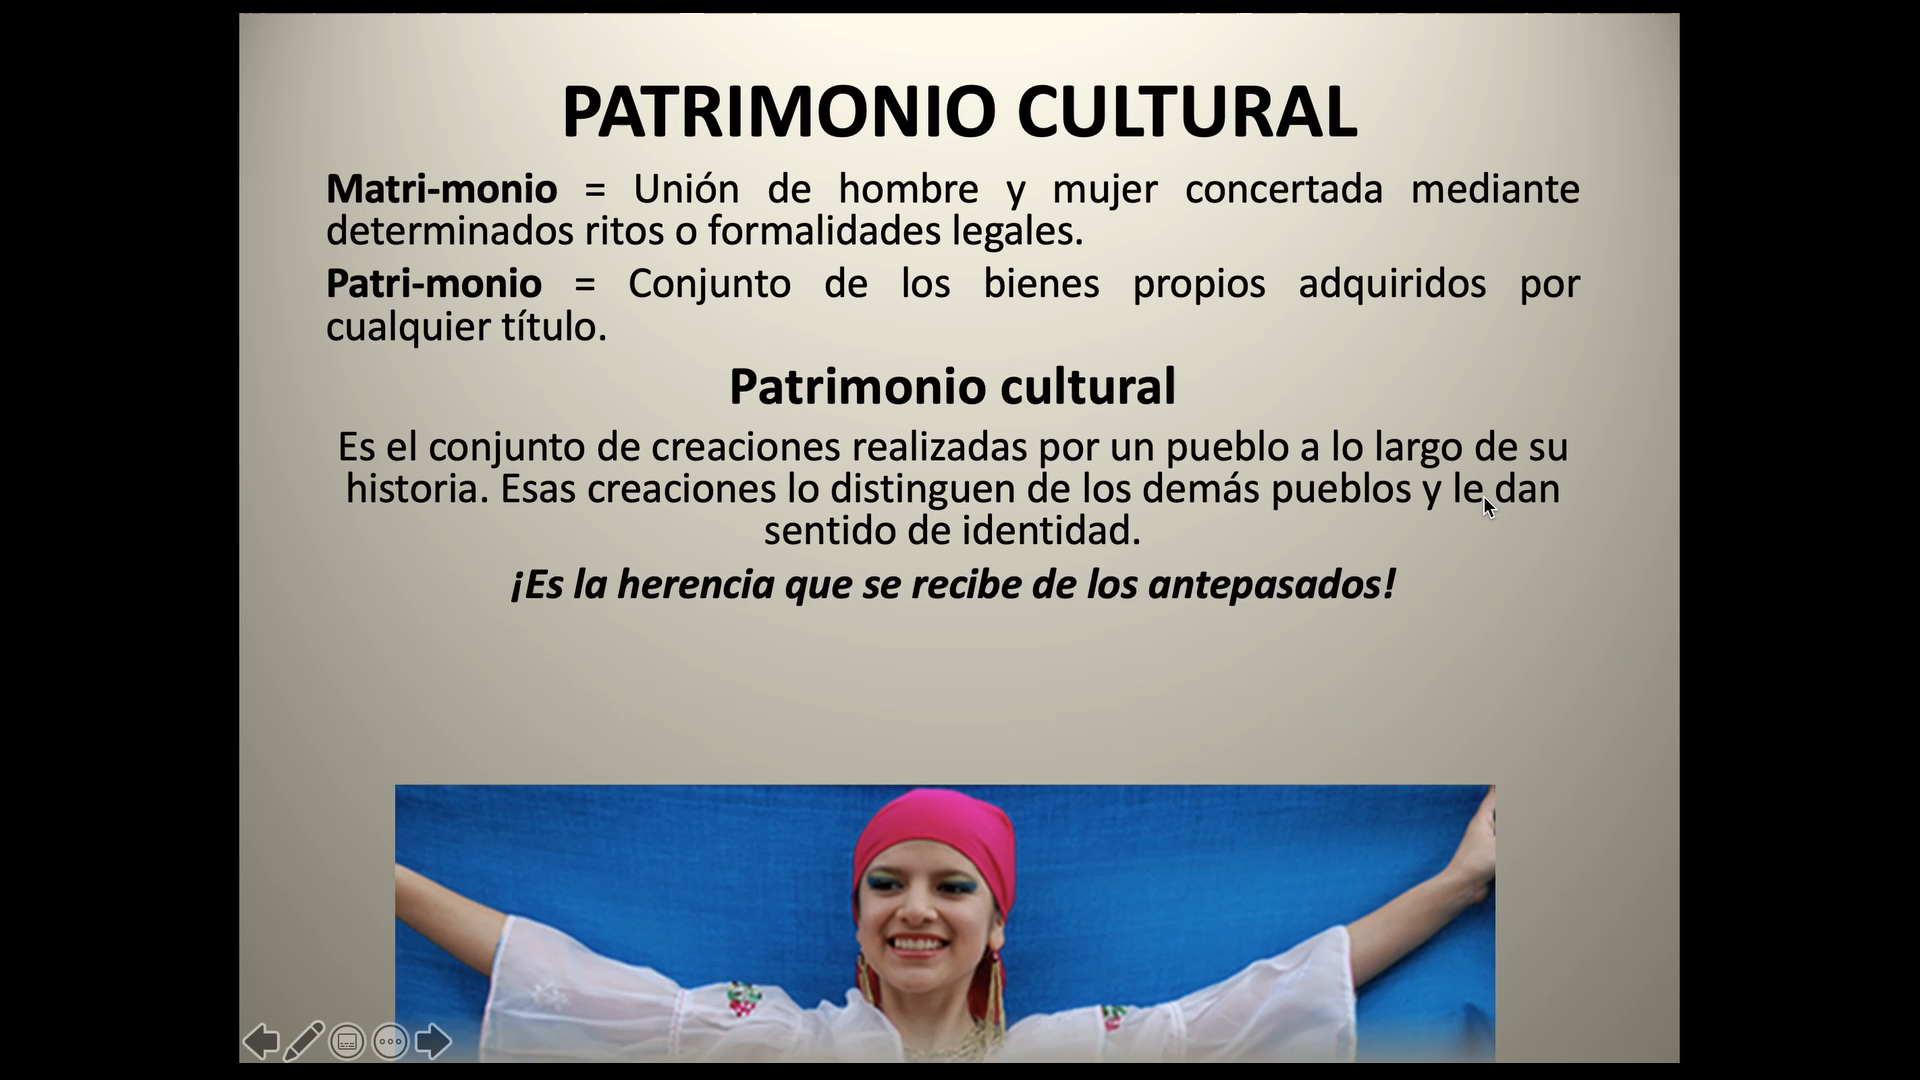 PATRIMONIO CULTURAL
Matri-monio = Unión de hombre y mujer concertada mediante
determinados ritos o formalidades legales.
Patri-monio = Conjunto de los bienes propios adquiridos por
cualquier título.
Patrimonio cultural
Es el conjunto de creaciones realizadas por un pueblo a lo largo de su
historia. Esas creaciones lo distinguen de los demás pueblos y le dan
sentido de identidad.
¡Es la herencia que se recibe de los antepasados!